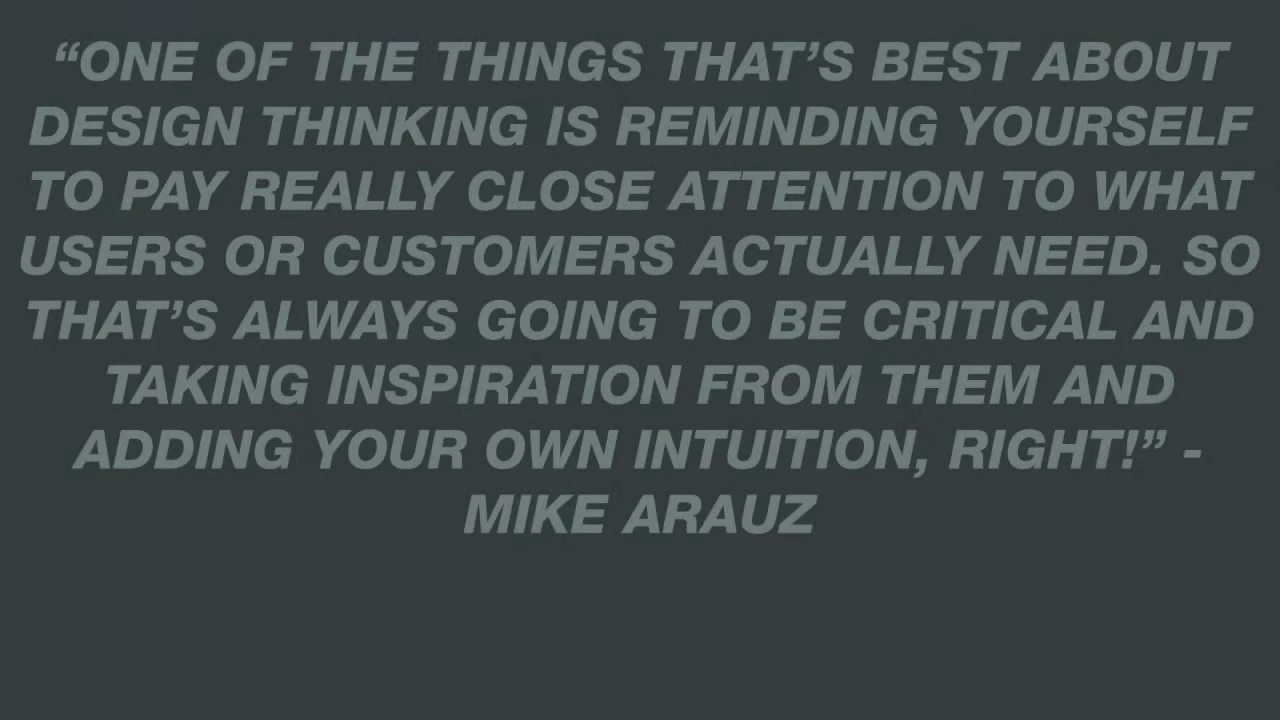 “ONE OF THE THINGS THAT’S BEST ABOUT
DESIGN THINKING IS REMINDING YOURSELF
TO PAY REALLY CLOSE ATTENTION TO WHAT
USERS OR CUSTOMERS ACTUALLY NEED. SO
THAT’S ALWAYS GOING TO BE CRITICAL AND
TAKING INSPIRATION FROM THEM AND
ADDING YOUR OWN INTUITION, RIGHT!” -
MIKE ARAUZ